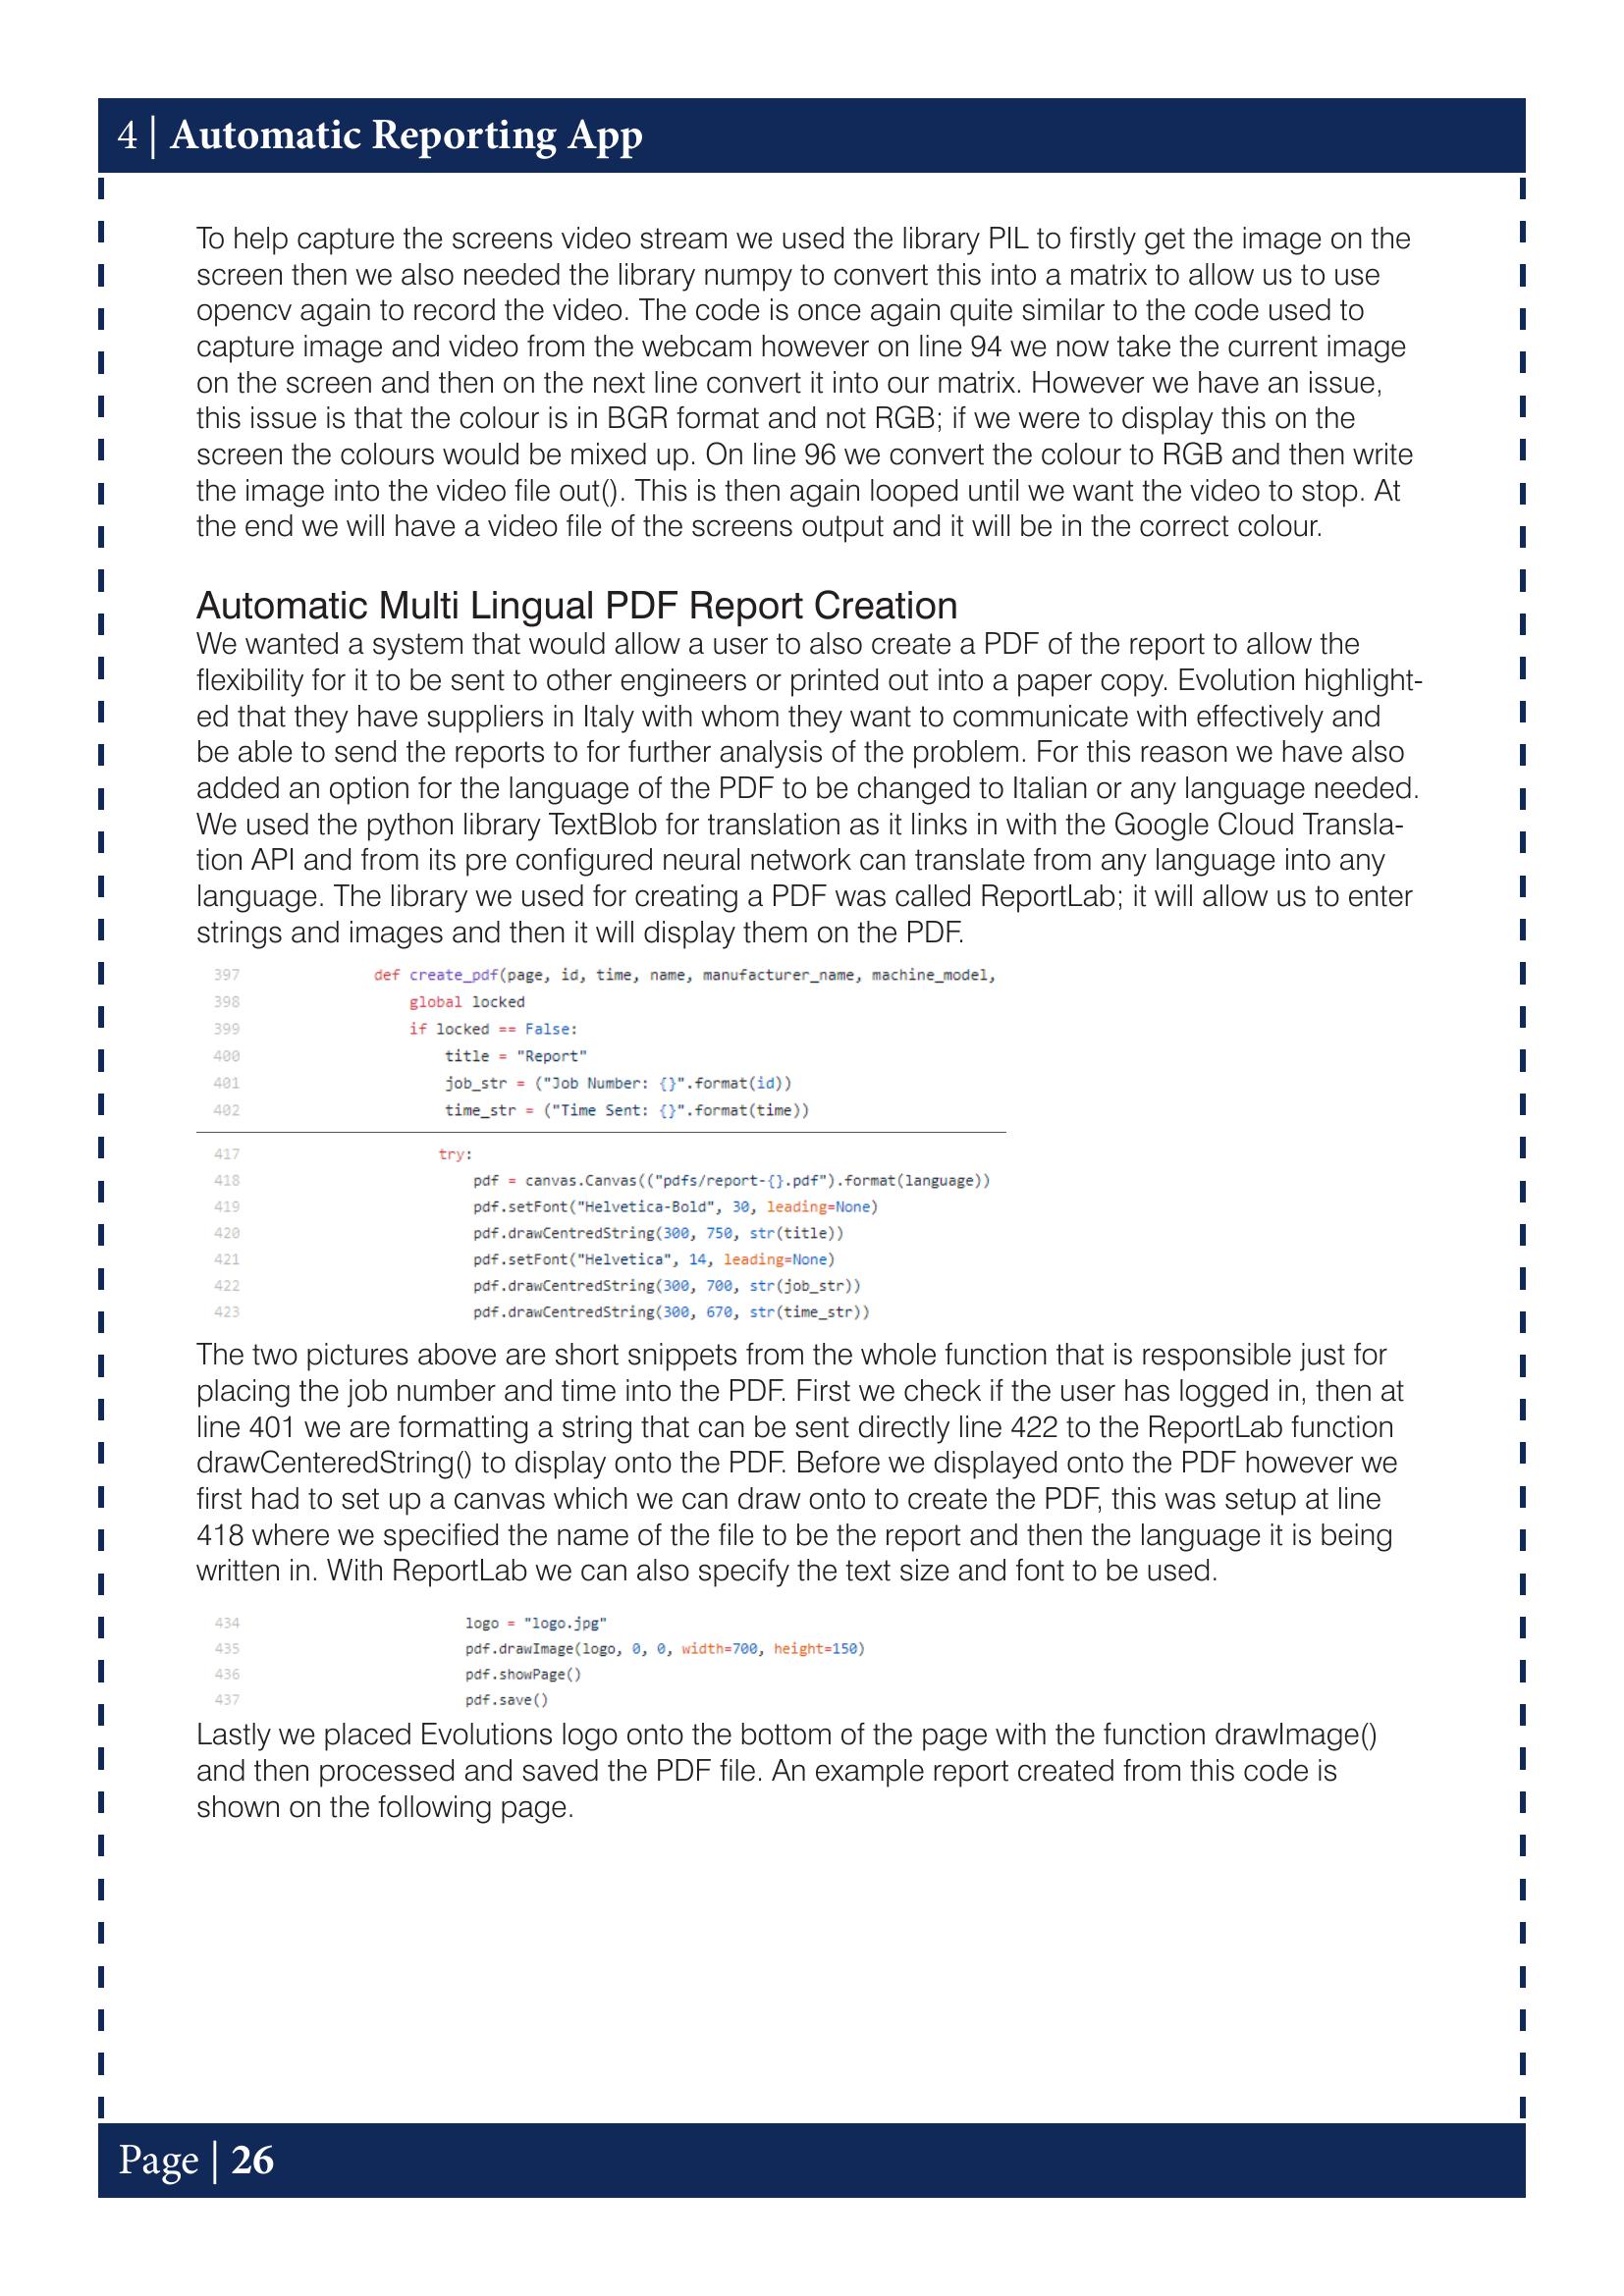 4 | Automatic Reporting App
To help capture the screens video stream we used the library PIL to firstly get the image on the
screen then we also needed the library numpy to convert this into a matrix to allow us to use
opencv again to record the video. The code is once again quite similar to the code used to
capture image and video from the webcam however on line 94 we now take the current image
on the screen and then on the next line convert it into our matrix. However we have an issue,
this issue is that the colour is in BGR format and not RGB; if we were to display this on the
screen the colours would be mixed up. On line 96 we convert the colour to RGB and then write
the image into the video file out(). This is then again looped until we want the video to stop. At
the end we will have a video file of the screens output and it will be in the correct colour.
Automatic Multi Lingual PDF Report Creation
We wanted a system that would allow a user to also create a PDF of the report to allow the
flexibility for it to be sent to other engineers or printed out into a paper copy. Evolution highlight-
ed that they have suppliers in Italy with whom they want to communicate with effectively and
be able to send the reports to for further analysis of the problem. For this reason we have also
added an option for the language of the PDF to be changed to Italian or any language needed.
We used the python library TextBlob for translation as it links in with the Google Cloud Transla-
tion API and from its pre configured neural network can translate from any language into any
language. The library we used for creating a PDF was called ReportLab; it will allow us to enter
strings and images and then it will display them on the PDF.
397 def create_pdf(page, id, time, name, manufacturer_name, machine_model,
398 global locked
399 if locked == False:
400 title = "Report"
401 job_str = ("Job Number: {}".format(id))
402 time_str = ("Time Sent: {}".format(time))
417 try:
418 pdf = canvas.Canvas(("pdfs/report-{}.pdf").format(language))
419 pdf.setFont("Helvetica-Bold", 30, leading=None)
420 pdf.drawCentredString(300, 750, str(title))
421 pdf.setFont("Helvetica", 14, leading=None)
422 pdf.drawCentredString(300, 700, str(job_str))
423 pdf.drawCentredString(300, 670, str(time_str))
The two pictures above are short snippets from the whole function that is responsible just for
placing the job number and time into the PDF. First we check if the user has logged in, then at
line 401 we are formatting a string that can be sent directly line 422 to the ReportLab function
drawCenteredString() to display onto the PDF. Before we displayed onto the PDF however we
first had to set up a canvas which we can draw onto to create the PDF, this was setup at line
418 where we specified the name of the file to be the report and then the language it is being
written in. With ReportLab we can also specify the text size and font to be used.
434 logo = "logo.jpg"
435 pdf.drawImage(logo, 0, 0, width=700, height=150)
436 pdf.showPage()
437 pdf.save()
Lastly we placed Evolutions logo onto the bottom of the page with the function drawImage()
and then processed and saved the PDF file. An example report created from this code is
shown on the following page.
Page | 26